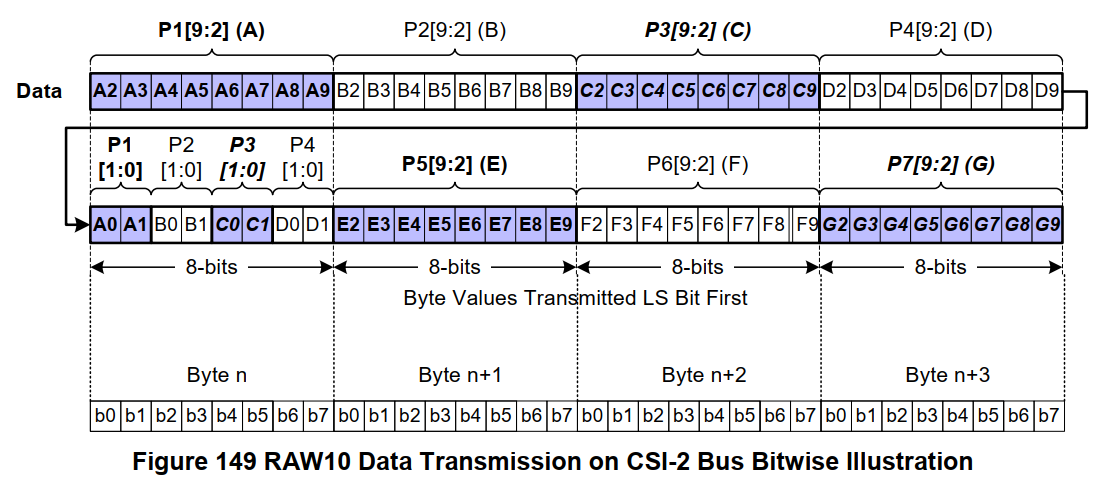 P1[9:2] (A) P2[9:2] (B) P3[9:2] (C) P4[9:2] (D)
Data A2 A3 A4 A5 A6 A7 A8 A9 B2 B3 B4 B5 B6 B7 B8 B9 C2 C3 C4 C5 C6 C7 C8 C9 D2 D3 D4 D5 D6 D7 D8 D9
P1 P2 P3 P4
[1:0] [1:0] [1:0] [1:0] P5[9:2] (E) P6[9:2] (F) P7[9:2] (G)
A0 A1 B0 B1 C0 C1 D0 D1 E2 E3 E4 E5 E6 E7 E8 E9 F2 F3 F4 F5 F6 F7 F8 F9 G2 G3 G4 G5 G6 G7 G8 G9
8-bits 8-bits 8-bits 8-bits
Byte Values Transmitted LS Bit First
Byte n Byte n+1 Byte n+2 Byte n+3
b0 b1 b2 b3 b4 b5 b6 b7 b0 b1 b2 b3 b4 b5 b6 b7 b0 b1 b2 b3 b4 b5 b6 b7 b0 b1 b2 b3 b4 b5 b6 b7
Figure 149 RAW10 Data Transmission on CSI-2 Bus Bitwise Illustration